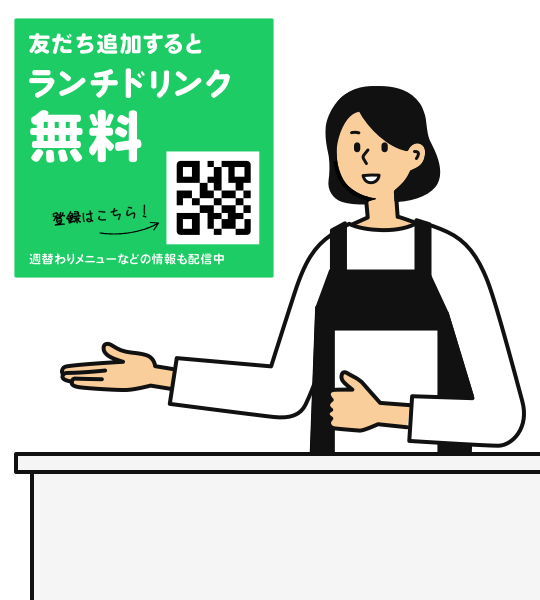 友だち追加すると
ランチドリンク
無料
登録はこちら!
週替わりメニューなどの情報も配信中